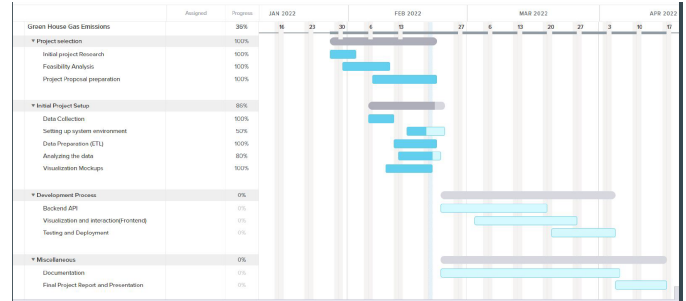 Assigned Progress JAN 2022 FEB 2022 MAR 2022 APR 2022
Green House Gas Emissions 36% 16 23 30 6 13 27 6 13 20 27 3 10 17
Project selection 100%
Initial project Research 100%
Feasibility Analysis 100%
Project Proposal preparation 100%
Initial Project Setup 86%
Data Collection 100%
Setting up system environment 50%
Data Preparation (ETL) 100%
Analyzing the data 80%
Visualization Mockups 100%
Development Process 0%
Backend API 0%
Visualization and interaction(Frontend) 0%
Testing and Deployment 0%
Miscellaneous 0%
Documentation 0%
Final Project Report and Presentation 0%